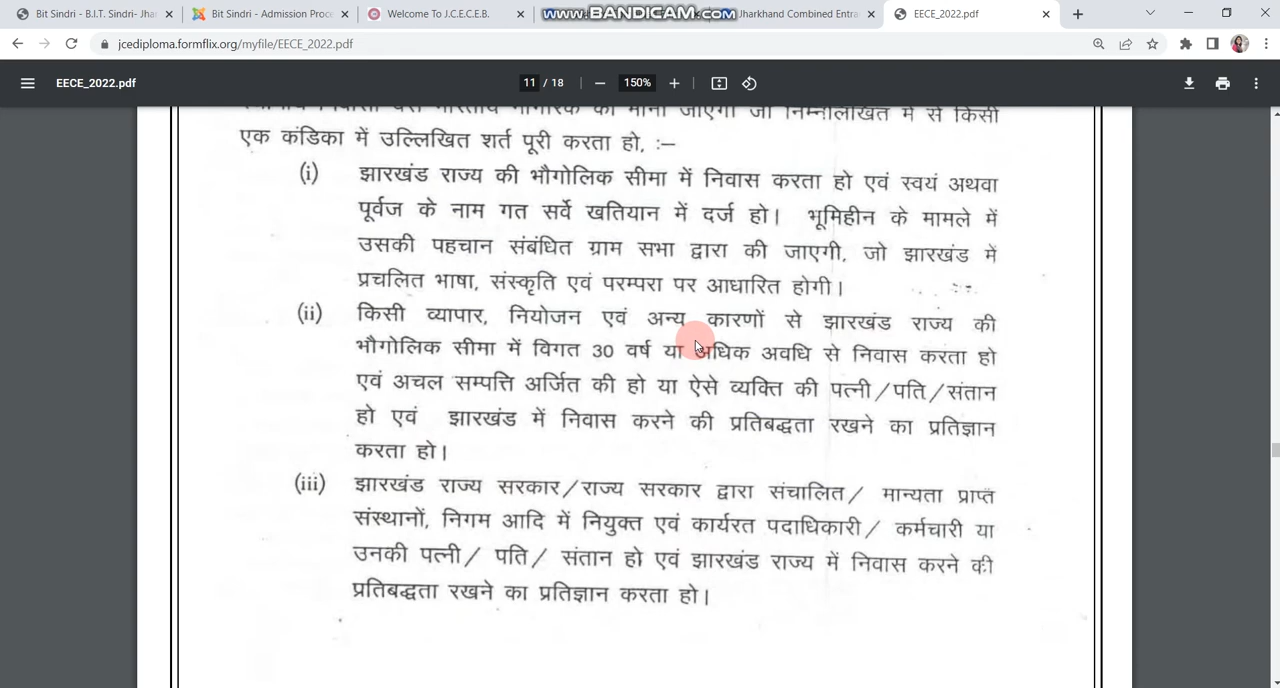 Bit Sindri - B.I.T. Sindri- Jhar
Bit Sindri - Admission Proce
Welcome To J.C.E.C.E.B.
www.BANDICAM.com
Jharkhand Combined Entra
EECE_2022.pdf
jcediploma.formflix.org/myfile/EECE_2022.pdf
EECE_2022.pdf
11 / 18
150%
स्थानीय निवासी वैसे भारतीय नागरिक को माना जाएगा जो निम्नलिखित में से किसी
एक कंडिका में उल्लिखित शर्त पूरी करता हो, :–
(i) झारखंड राज्य की भौगोलिक सीमा में निवास करता हो एवं स्वयं अथवा
पूर्वज के नाम गत सर्वे खतियान में दर्ज हो। भूमिहीन के मामले में
उसकी पहचान संबंधित ग्राम सभा द्वारा की जाएगी, जो झारखंड में
प्रचलित भाषा, संस्कृति एवं परम्परा पर आधारित होगी।
(ii) किसी व्यापार, नियोजन एवं अन्य कारणों से झारखंड राज्य की
भौगोलिक सीमा में विगत 30 वर्ष या अधिक अवधि से निवास करता हो
एवं अचल सम्पत्ति अर्जित की हो या ऐसे व्यक्ति की पत्नी/पति/संतान
हो एवं झारखंड में निवास करने की प्रतिबद्धता रखने का प्रतिज्ञान
करता हो।
(iii) झारखंड राज्य सरकार/राज्य सरकार द्वारा संचालित/ मान्यता प्राप्त
संस्थानों, निगम आदि में नियुक्त एवं कार्यरत पदाधिकारी/ कर्मचारी या
उनकी पत्नी/ पति/ संतान हो एवं झारखंड राज्य में निवास करने की
प्रतिबद्धता रखने का प्रतिज्ञान करता हो।